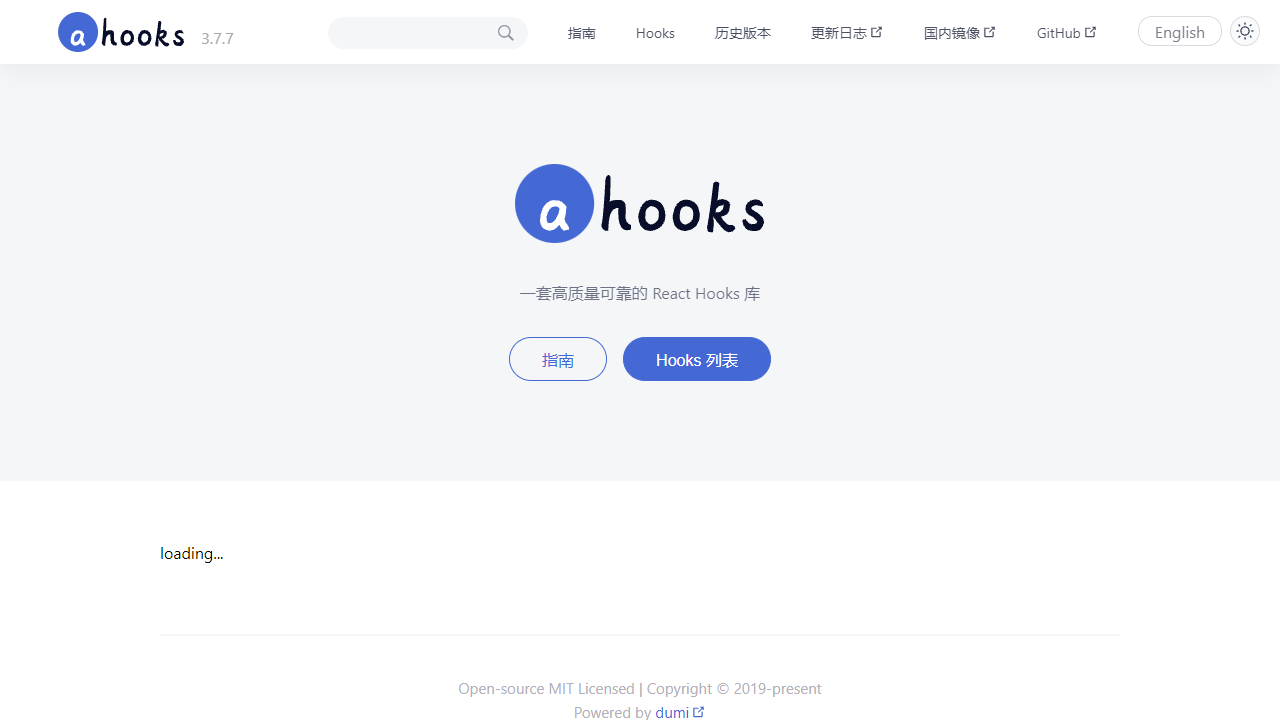 ahooks 3.7.7 指南 Hooks 历史版本 更新日志 国内镜像 GitHub English
ahooks
一套高质量可靠的 React Hooks 库
指南 Hooks 列表
loading...
Open-source MIT Licensed | Copyright © 2019-present
Powered by dumi